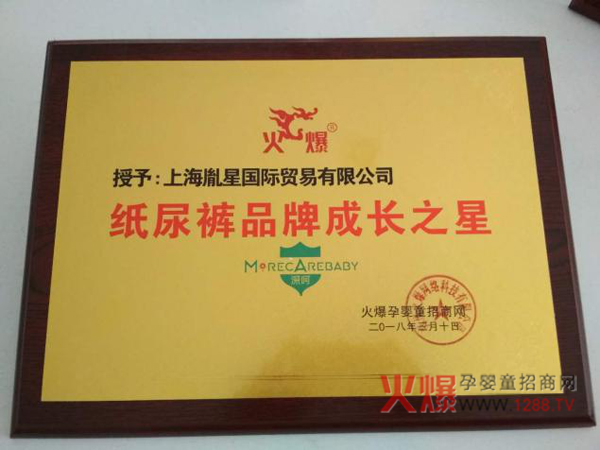 火爆®
授予:上海胤星国际贸易有限公司
纸尿裤品牌成长之星
MORECAREBABY
火爆孕婴童招商网
二〇一八年三月十日
火爆孕婴童招商网
www.1288.TV